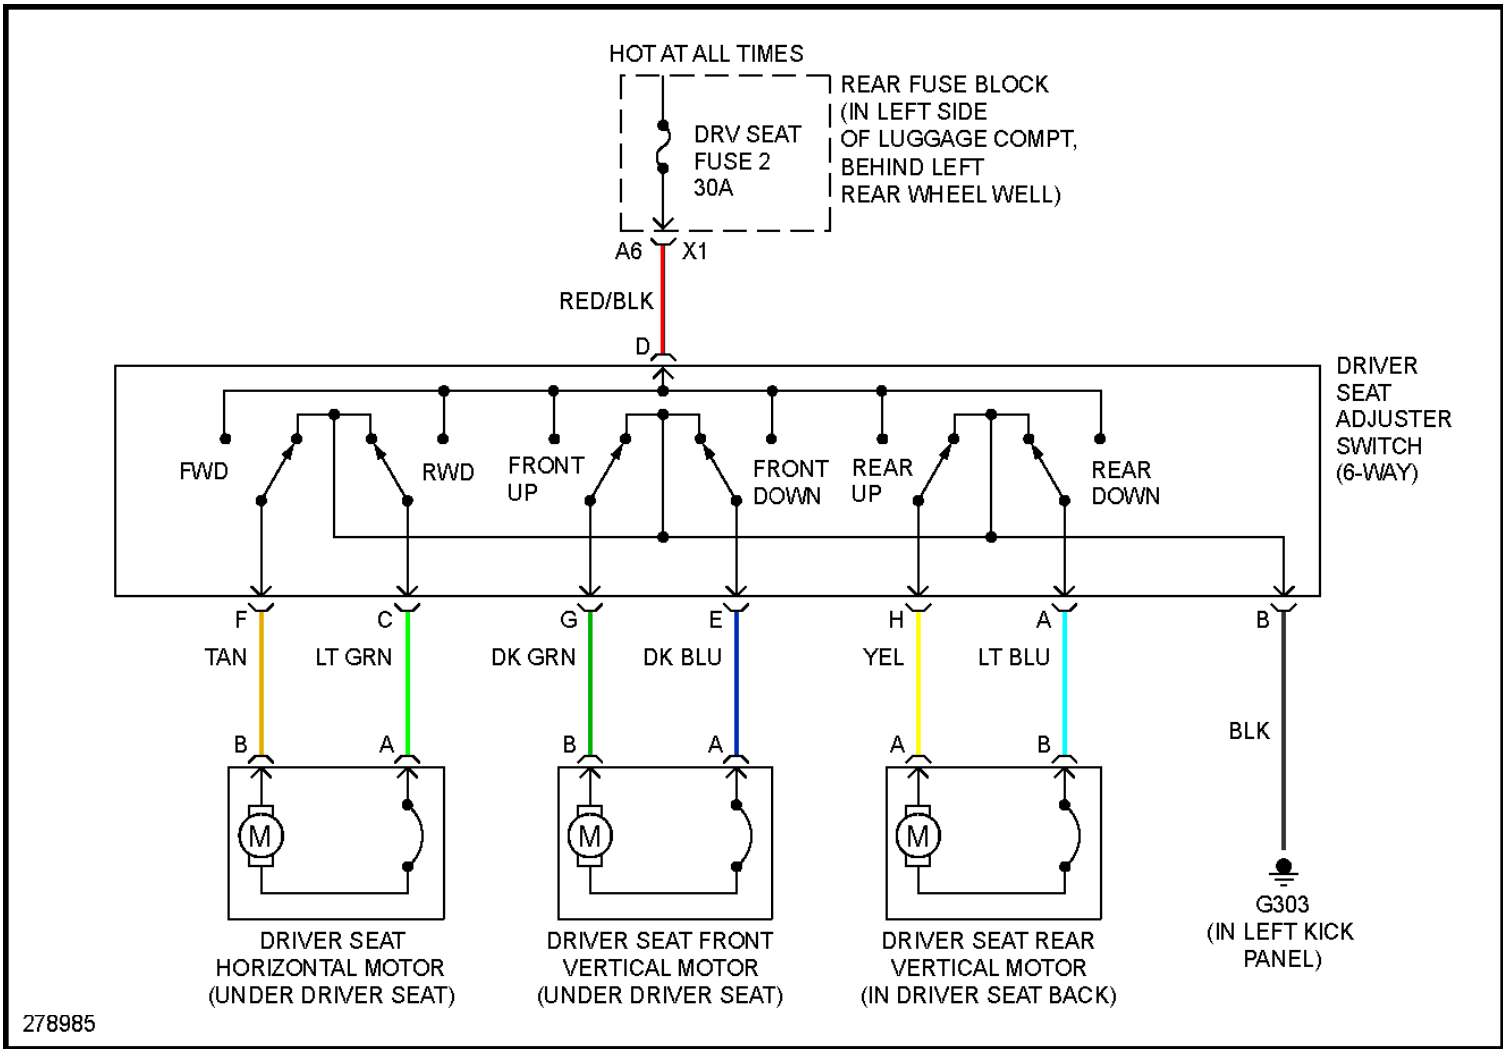 HOT AT ALL TIMES
REAR FUSE BLOCK
(IN LEFT SIDE
OF LUGGAGE COMPT,
BEHIND LEFT
REAR WHEEL WELL)
DRV SEAT
FUSE 2
30A
A6 X1
RED/BLK
D
DRIVER
SEAT
ADJUSTER
SWITCH
(6-WAY)
FWD
RWD
FRONT
UP
FRONT
DOWN
REAR
UP
REAR
DOWN
F C G E H A B
TAN LT GRN DK GRN DK BLU YEL LT BLU
BLK
B A B A A B
M M M
DRIVER SEAT
HORIZONTAL MOTOR
(UNDER DRIVER SEAT)
DRIVER SEAT FRONT
VERTICAL MOTOR
(UNDER DRIVER SEAT)
DRIVER SEAT REAR
VERTICAL MOTOR
(IN DRIVER SEAT BACK)
G303
(IN LEFT KICK
PANEL)
278985